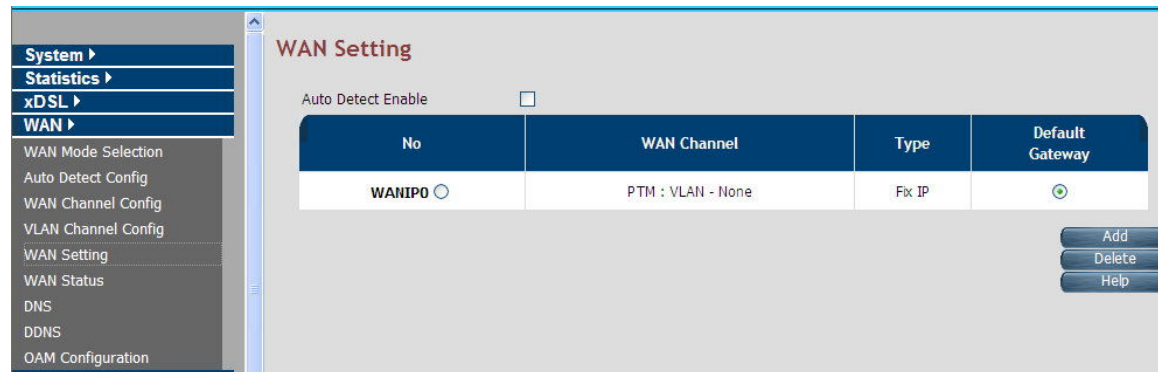 System
Statistics
xDSL
WAN
WAN Mode Selection
Auto Detect Config
WAN Channel Config
VLAN Channel Config
WAN Setting
WAN Status
DNS
DDNS
OAM Configuration
WAN Setting
Auto Detect Enable
No WAN Channel Type Default Gateway
WANIP0 PTM : VLAN - None Fix IP
Add
Delete
Help